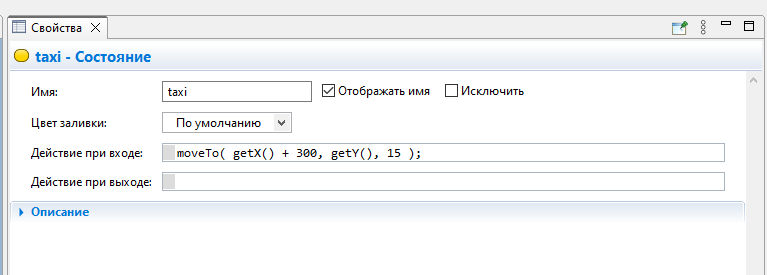 Свойства
taxi - Состояние
Имя: taxi Отображать имя Исключить
Цвет заливки: По умолчанию
Действие при входе: moveTo( getX() + 300, getY(), 15 );
Действие при выходе:
Описание